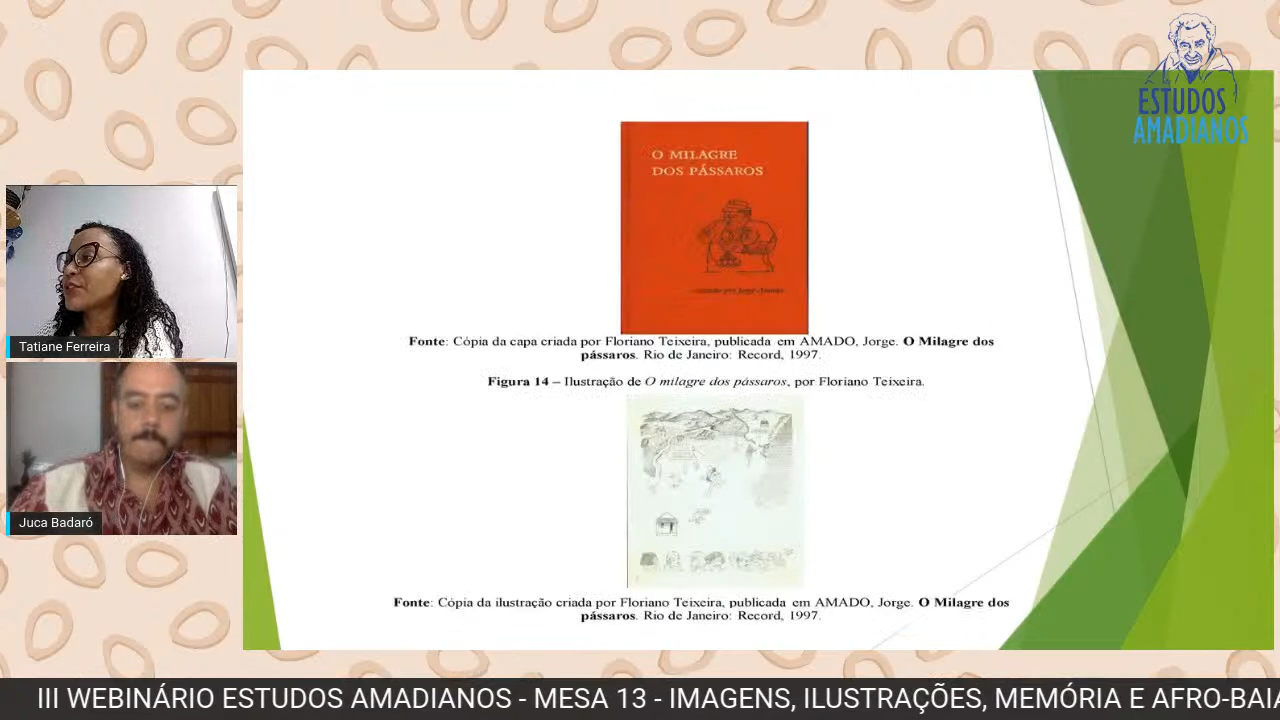 ESTUDOS
AMADIANOS
O MILAGRE
DOS PÁSSAROS
por Jorge Amado
Fonte: Cópia da capa criada por Floriano Teixeira, publicada em AMADO, Jorge. O Milagre dos
pássaros. Rio de Janeiro: Record, 1997.
Figura 14 – Ilustração de O milagre dos pássaros, por Floriano Teixeira.
Fonte: Cópia da ilustração criada por Floriano Teixeira, publicada em AMADO, Jorge. O Milagre dos
pássaros. Rio de Janeiro: Record, 1997.
Tatiane Ferreira
Juca Badaró
III WEBINÁRIO ESTUDOS AMADIANOS - MESA 13 - IMAGENS, ILUSTRAÇÕES, MEMÓRIA E AFRO-BAIA